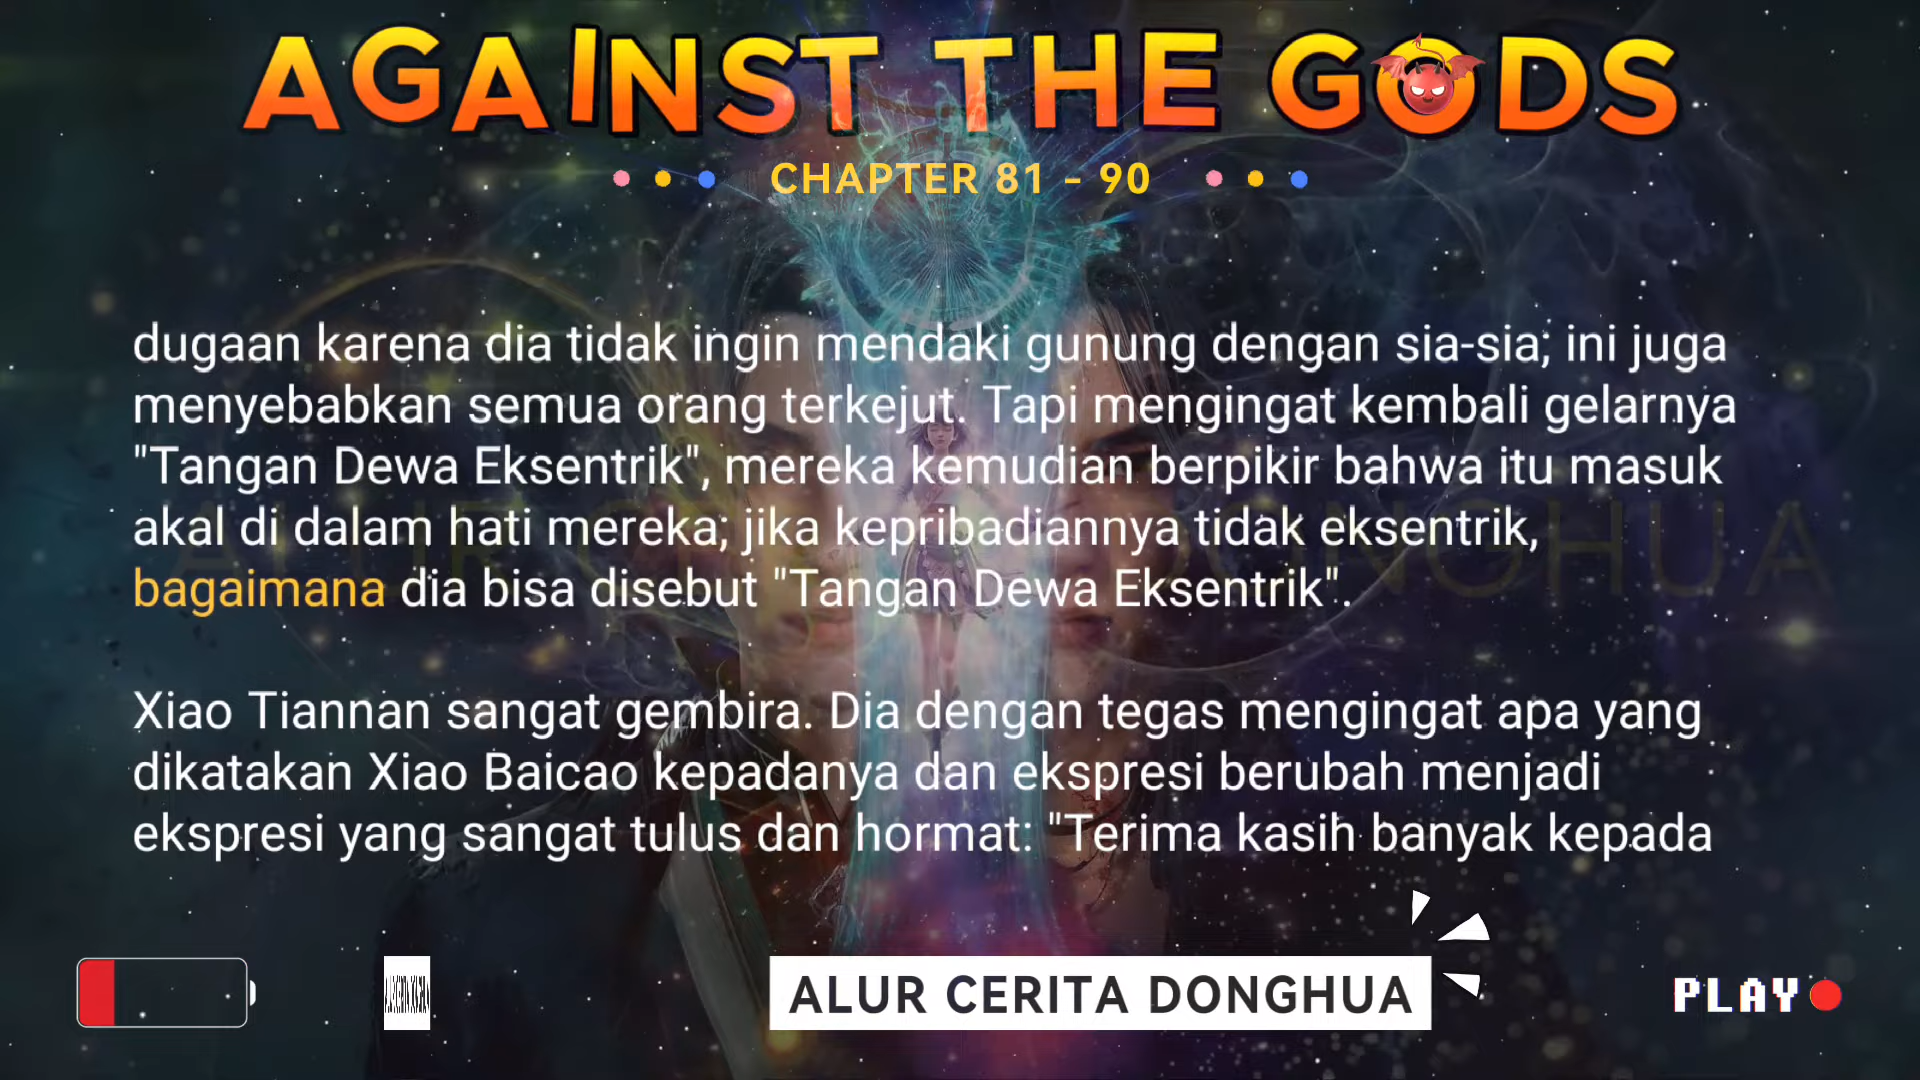 AGAINST THE GODS
CHAPTER 81 - 90
dugaan karena dia tidak ingin mendaki gunung dengan sia-sia; ini juga
menyebabkan semua orang terkejut. Tapi mengingat kembali gelarnya
"Tangan Dewa Eksentrik", mereka kemudian berpikir bahwa itu masuk
akal di dalam hati mereka; jika kepribadiannya tidak eksentrik,
bagaimana dia bisa disebut "Tangan Dewa Eksentrik".
Xiao Tiannan sangat gembira. Dia dengan tegas mengingat apa yang
dikatakan Xiao Baicao kepadanya dan ekspresi berubah menjadi
ekspresi yang sangat tulus dan hormat: "Terima kasih banyak kepada
ALUR CERITA DONGHUA
PLAY